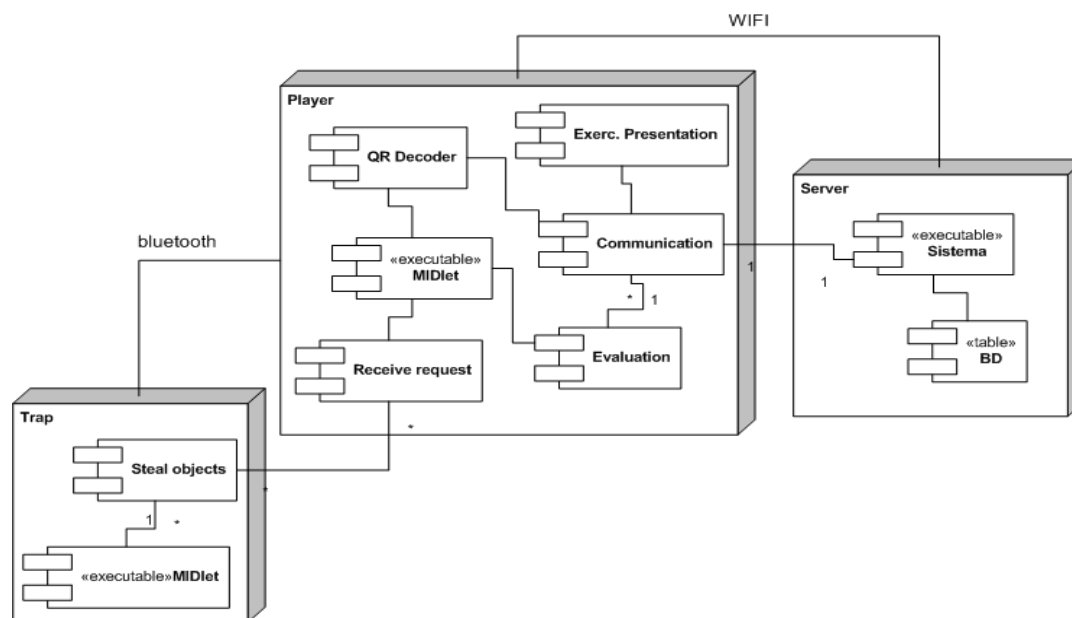 WIFI
Player
Exerc. Presentation
QR Decoder
Server
«executable»
Sistema
Communication
bluetooth
«executable»
MIDlet
1
1
*
1
«table»
BD
Evaluation
Receive request
Trap
*
Steal objects
*
1
*
«executable»MIDlet